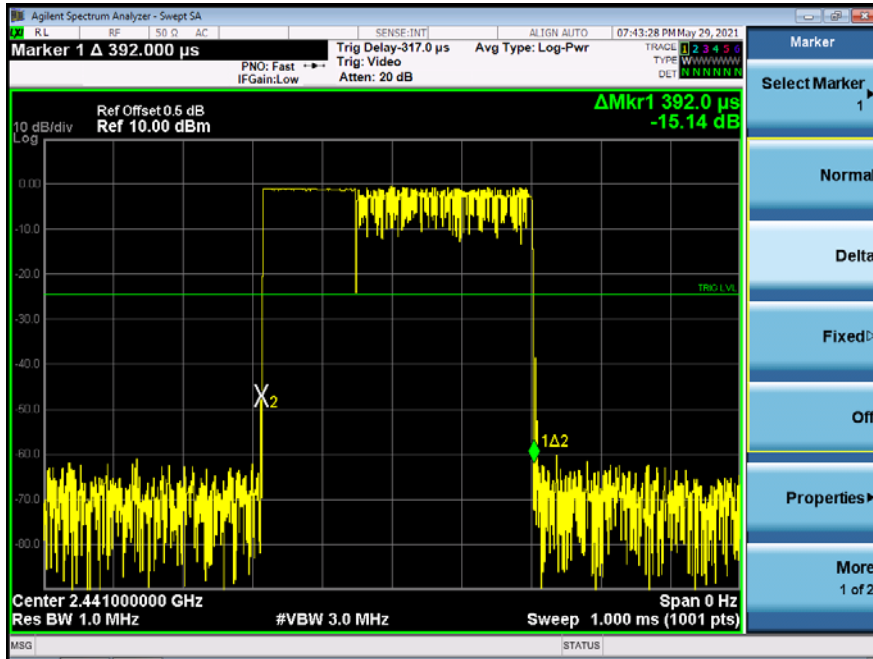 Agilent Spectrum Analyzer - Swept SA
LXI RL RF 50 Ω AC SENSE:INT ALIGN AUTO 07:43:28 PM May 29, 2021
Marker 1 Δ 392.000 µs
PNO: Fast
IFGain:Low
Trig Delay-317.0 µs
Trig: Video
Atten: 20 dB
Avg Type: Log-Pwr
TRACE 1 2 3 4 5 6
TYPE WWWWWW
DET N N N N N N
ΔMkr1 392.0 µs
-15.14 dB
Ref Offset 0.5 dB
10 dB/div Ref 10.00 dBm
Log
0.00
-10.0
-20.0
TRIG LVL
-30.0
-40.0
-50.0
X2
-60.0
1Δ2
-70.0
-80.0
Center 2.441000000 GHz Span 0 Hz
Res BW 1.0 MHz #VBW 3.0 MHz Sweep 1.000 ms (1001 pts)
MSG STATUS
Marker
Select Marker
1
Normal
Delta
Fixed
Off
Properties
More
1 of 2